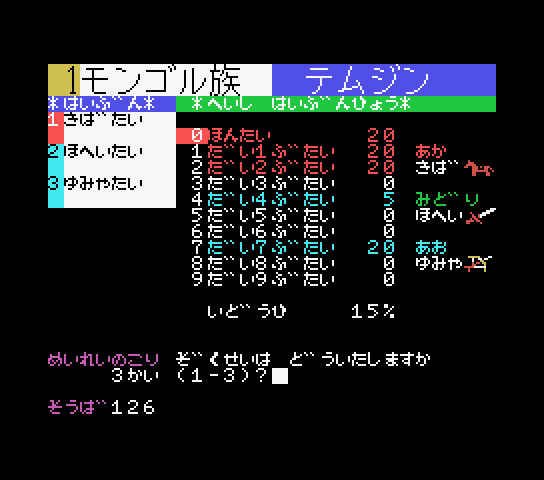 1モンゴル族 テムジン
*はいぶん* *へいし はいぶんひょう*
1 きばたい
0 ほんたい 20
1 だい1ぶたい 20 あか
2 ほへいたい 2 だい2ぶたい 20 きば
3 だい3ぶたい 0
3 ゆみやたい 4 だい4ぶたい 5 みどり
5 だい5ぶたい 0 ほへい
6 だい6ぶたい 0
7 だい7ぶたい 20 あお
8 だい8ぶたい 0 ゆみや
9 だい9ぶたい 0
いどうひ 15%
めいれいのこり ぞくせいは どういたしますか
3かい (1-3)?
そうば126